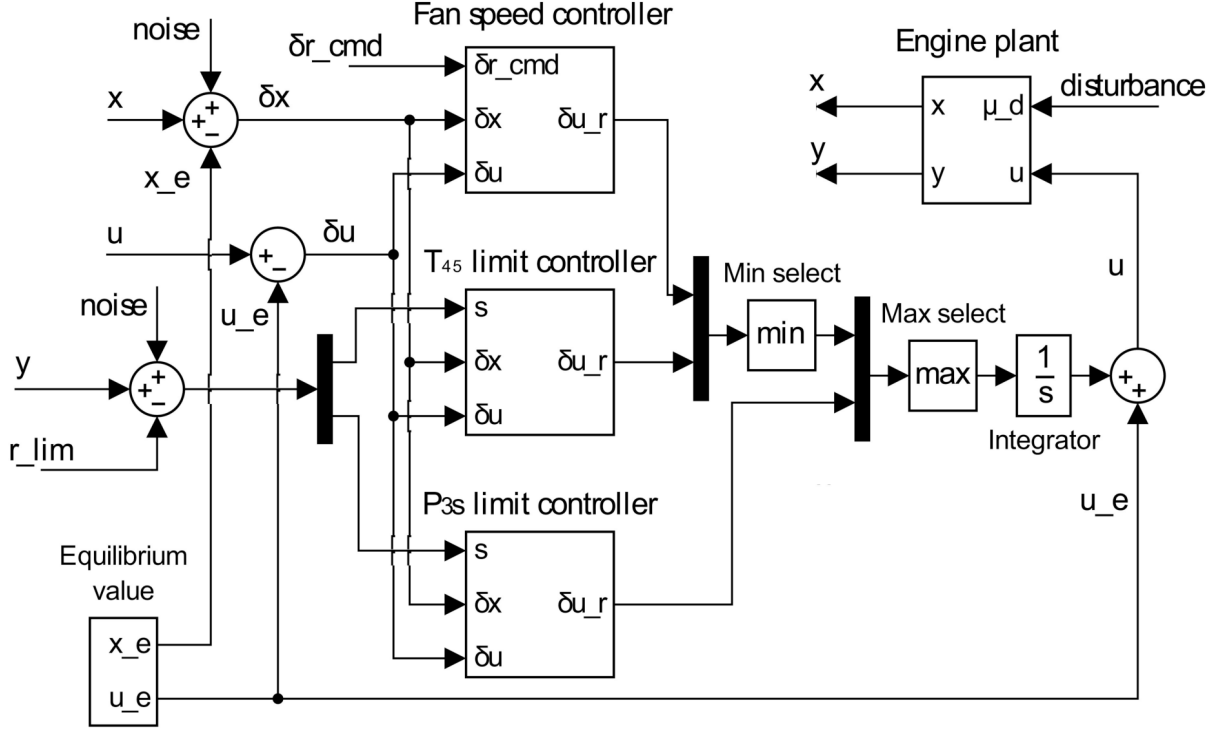 Fan speed controller
noise
δr_cmd
δr_cmd
Engine plant
x
δx
+
+
−
δx
δu_r
x
x
μ_d
disturbance
x_e
δu
y
y
u
u
δu
+
−
T45 limit controller
u
noise
u_e
s
Min select
Max select
y
+
+
−
δx
δu_r
min
max
1
s
+
+
r_lim
δu
Integrator
P3s limit controller
u_e
Equilibrium
value
s
δx
δu_r
x_e
u_e
δu